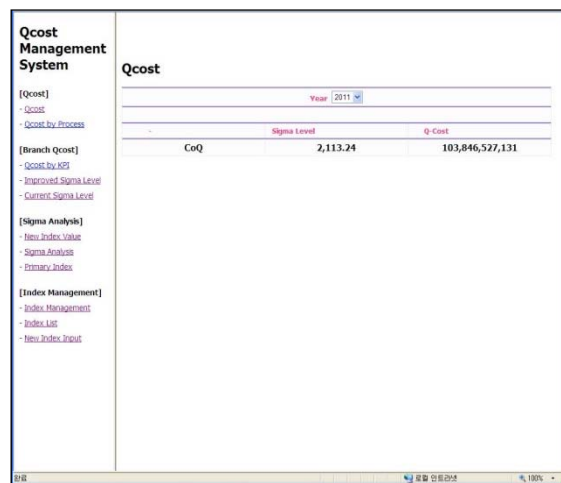 Qcost
Management
System
[Qcost]
- Qcost
- Qcost by Process
[Branch Qcost]
- Qcost by KPI
- Improved Sigma Level
- Current Sigma Level
[Sigma Analysis]
- New Index Value
- Sigma Analysis
- Primary Index
[Index Management]
- Index Management
- Index List
- New Index Input
Qcost
Year 2011
- Sigma Level Q-Cost
CoQ 2,113.24 103,846,527,131
완료 로컬 인트라넷 100%